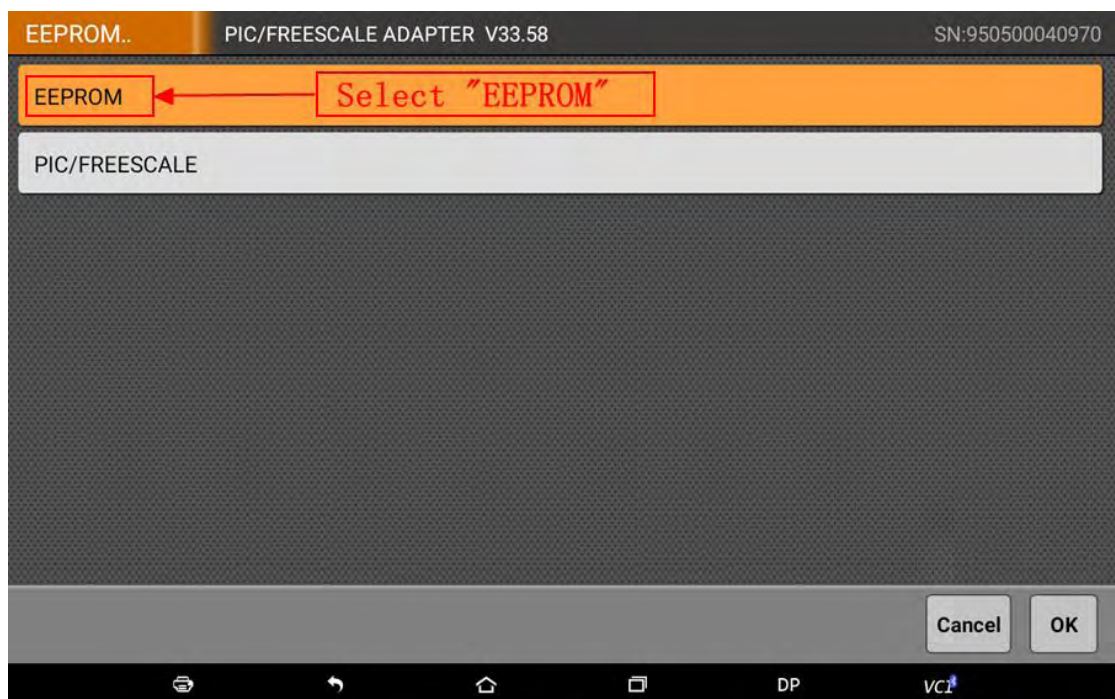 EEPROM.. PIC/FREESCALE ADAPTER V33.58 SN:950500040970
EEPROM Select "EEPROM"
PIC/FREESCALE
Cancel OK
DP VCI